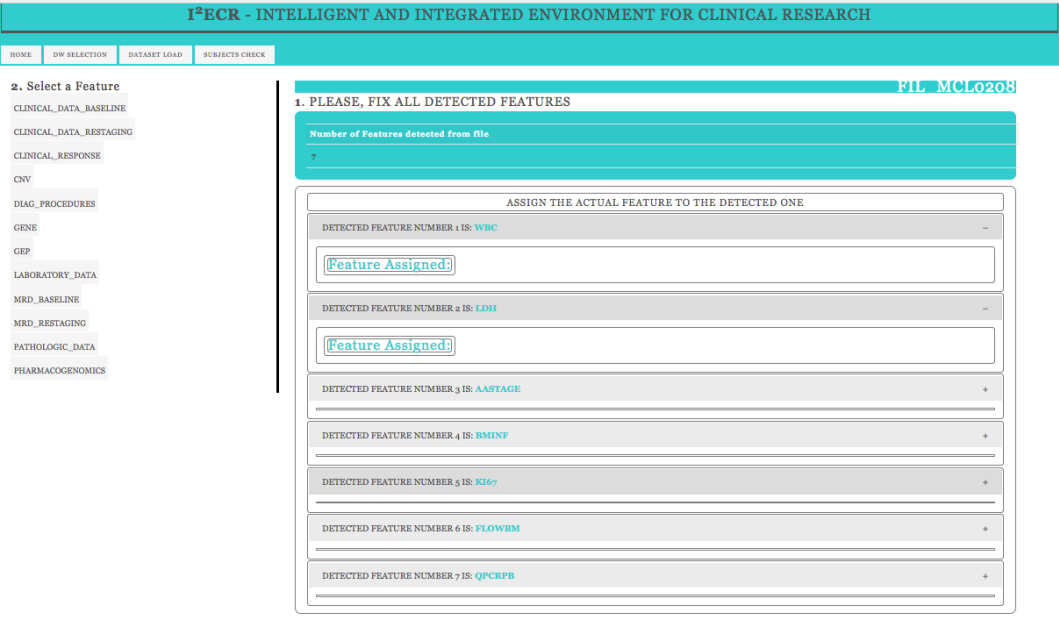 I²ECR - INTELLIGENT AND INTEGRATED ENVIRONMENT FOR CLINICAL RESEARCH
HOME DW SELECTION DATASET LOAD SUBJECTS CHECK
2. Select a Feature
CLINICAL_DATA_BASELINE
CLINICAL_DATA_RESTAGING
CLINICAL_RESPONSE
CNV
DIAG_PROCEDURES
GENE
GEP
LABORATORY_DATA
MRD_BASELINE
MRD_RESTAGING
PATHOLOGIC_DATA
PHARMACOGENOMICS
FIL_MCL0208
1. PLEASE, FIX ALL DETECTED FEATURES
Number of Features detected from file
7
ASSIGN THE ACTUAL FEATURE TO THE DETECTED ONE
DETECTED FEATURE NUMBER 1 IS: WBC −
Feature Assigned:
DETECTED FEATURE NUMBER 2 IS: LDH −
Feature Assigned:
DETECTED FEATURE NUMBER 3 IS: AASTAGE +
DETECTED FEATURE NUMBER 4 IS: BMINF +
DETECTED FEATURE NUMBER 5 IS: KI67 +
DETECTED FEATURE NUMBER 6 IS: FLOWBM +
DETECTED FEATURE NUMBER 7 IS: QPCRPB +